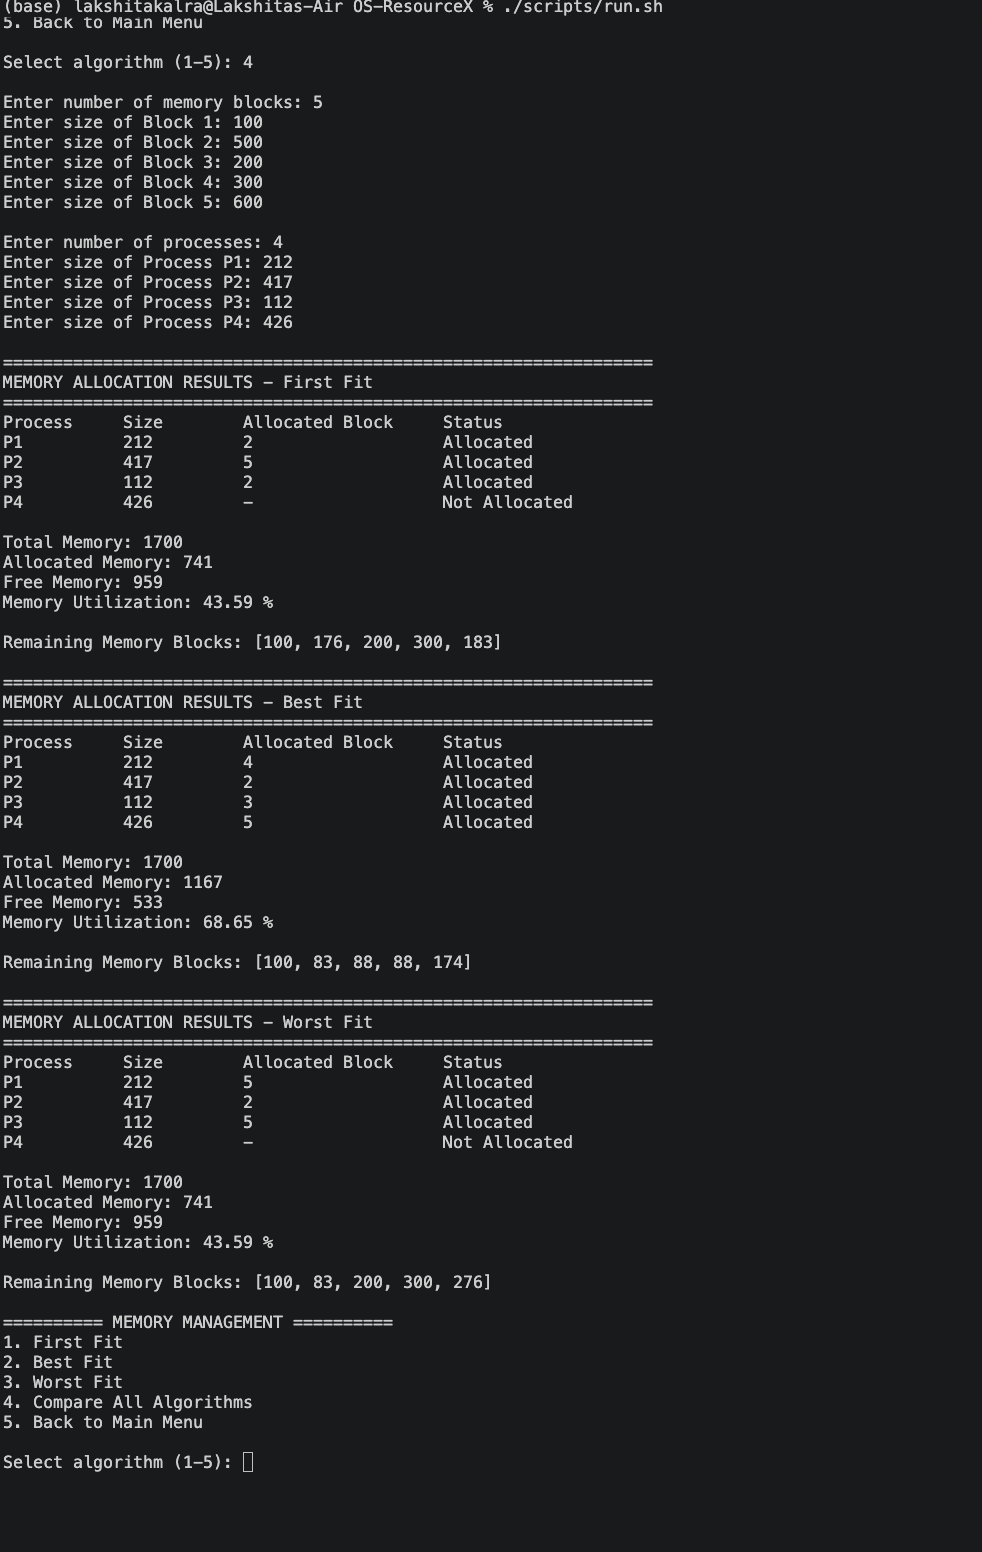 (base) lakshitakalra@Lakshitas-Air OS-ResourceX % ./scripts/run.sh
5. Back to Main Menu
Select algorithm (1-5): 4
Enter number of memory blocks: 5
Enter size of Block 1: 100
Enter size of Block 2: 500
Enter size of Block 3: 200
Enter size of Block 4: 300
Enter size of Block 5: 600
Enter number of processes: 4
Enter size of Process P1: 212
Enter size of Process P2: 417
Enter size of Process P3: 112
Enter size of Process P4: 426
=================================================================
MEMORY ALLOCATION RESULTS - First Fit
=================================================================
Process     Size        Allocated Block     Status
P1          212         2                   Allocated
P2          417         5                   Allocated
P3          112         2                   Allocated
P4          426         -                   Not Allocated
Total Memory: 1700
Allocated Memory: 741
Free Memory: 959
Memory Utilization: 43.59 %
Remaining Memory Blocks: [100, 176, 200, 300, 183]
=================================================================
MEMORY ALLOCATION RESULTS - Best Fit
=================================================================
Process     Size        Allocated Block     Status
P1          212         4                   Allocated
P2          417         2                   Allocated
P3          112         3                   Allocated
P4          426         5                   Allocated
Total Memory: 1700
Allocated Memory: 1167
Free Memory: 533
Memory Utilization: 68.65 %
Remaining Memory Blocks: [100, 83, 88, 88, 174]
=================================================================
MEMORY ALLOCATION RESULTS - Worst Fit
=================================================================
Process     Size        Allocated Block     Status
P1          212         5                   Allocated
P2          417         2                   Allocated
P3          112         5                   Allocated
P4          426         -                   Not Allocated
Total Memory: 1700
Allocated Memory: 741
Free Memory: 959
Memory Utilization: 43.59 %
Remaining Memory Blocks: [100, 83, 200, 300, 276]
========== MEMORY MANAGEMENT ==========
1. First Fit
2. Best Fit
3. Worst Fit
4. Compare All Algorithms
5. Back to Main Menu
Select algorithm (1-5):